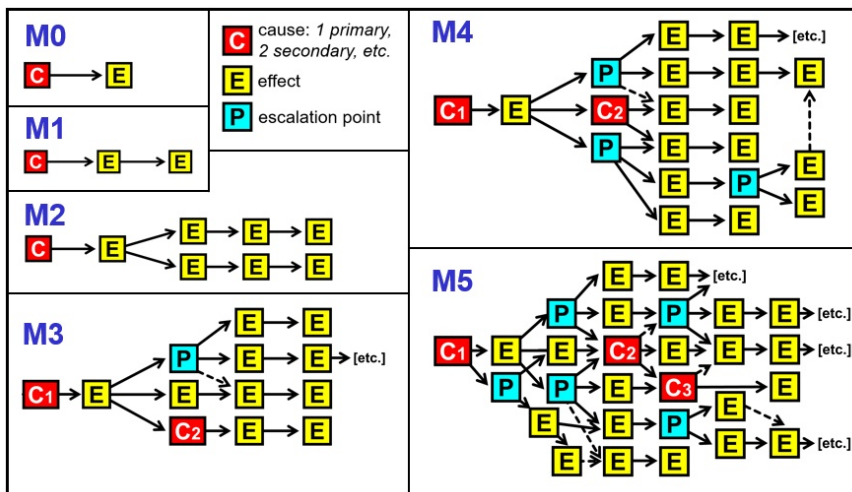 M0
C E
M1
C E E
C cause: 1 primary,
2 secondary, etc.
E effect
P escalation point
M2
E E E
C E
E E E
M3
E E
P E E [etc.]
C1 E E E E
C2 E E
M4
E E [etc.]
P E E E
C1 E C2 E E
P E E
E
E P
E
E E
M5
E E [etc.]
P E P E E [etc.]
C1 E E C2 E E E [etc.]
P P E C3 E
E
E E P
E E [etc.]
E E E